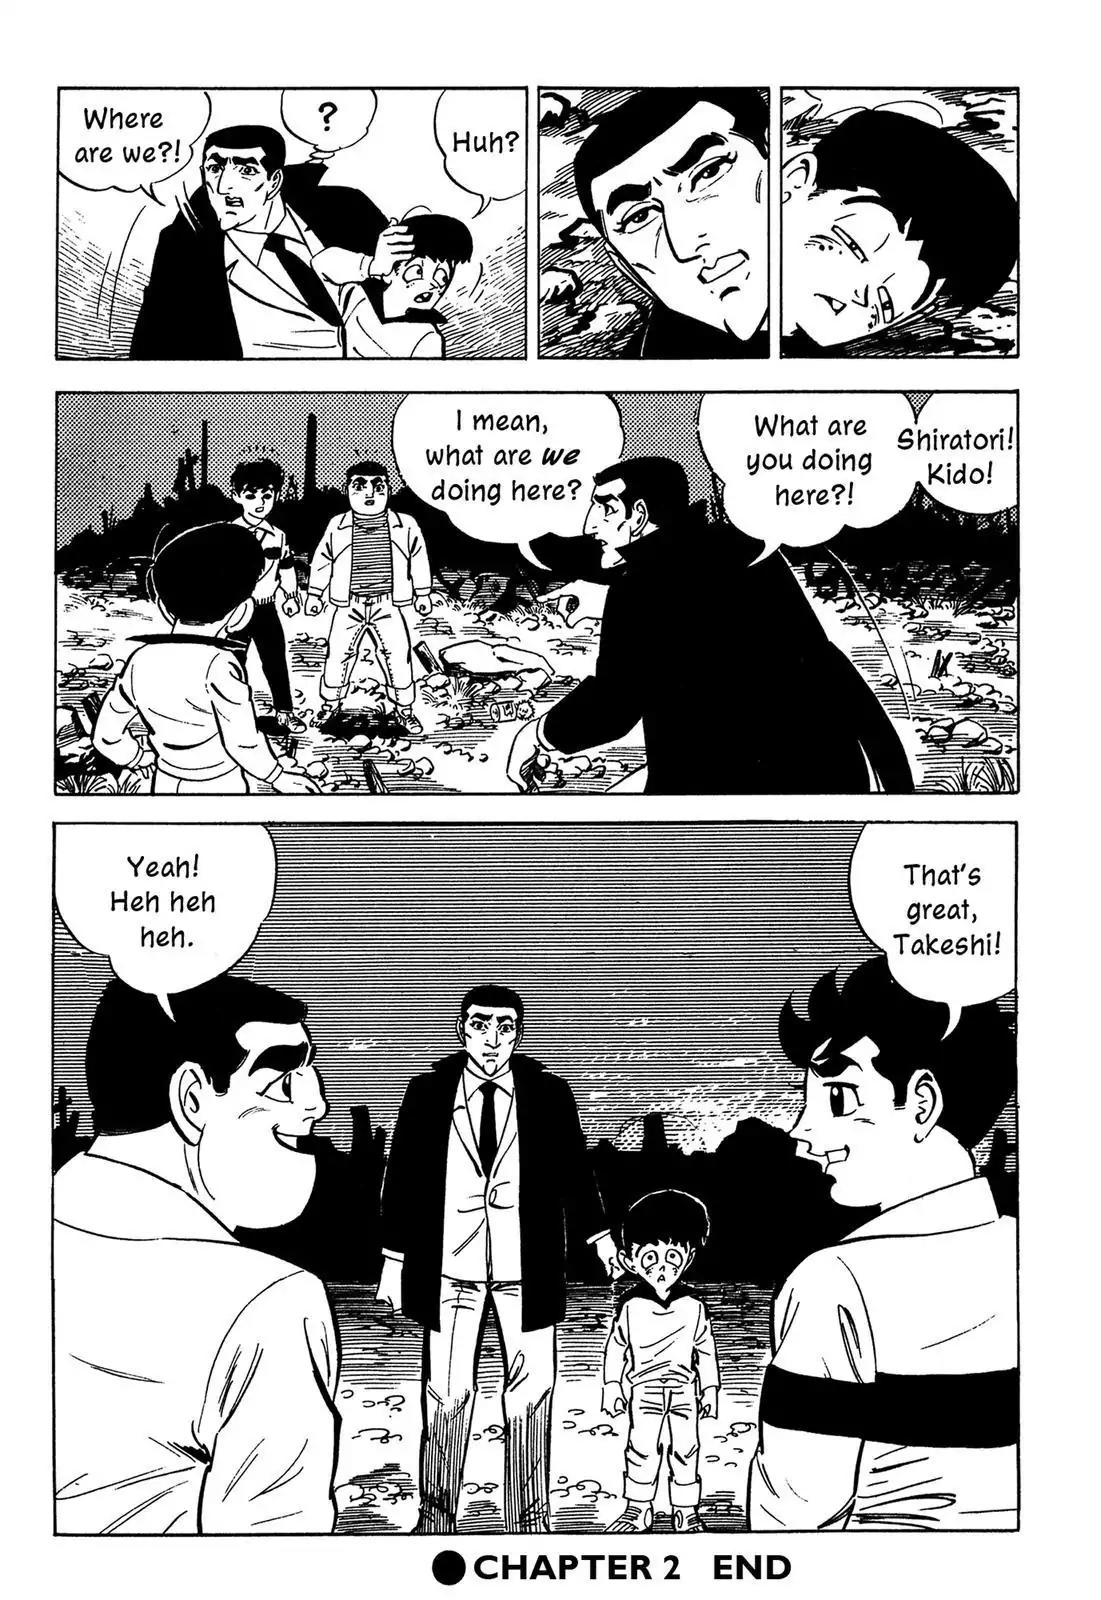 Huh?
?
Where
are we?!
Shiratori!
Kido!
What are
you doing
here?!
I mean,
what are we
doing here?
That's
great,
Takeshi!
Yeah!
Heh heh
heh.
CHAPTER 2 END